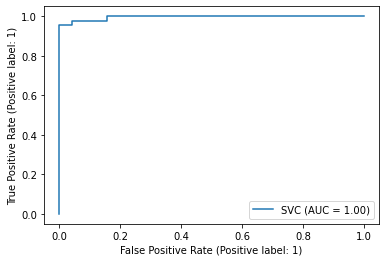 1.0
0.8
0.6
0.4
0.2
0.0
True Positive Rate (Positive label: 1)
SVC (AUC = 1.00)
0.0 0.2 0.4 0.6 0.8 1.0
False Positive Rate (Positive label: 1)